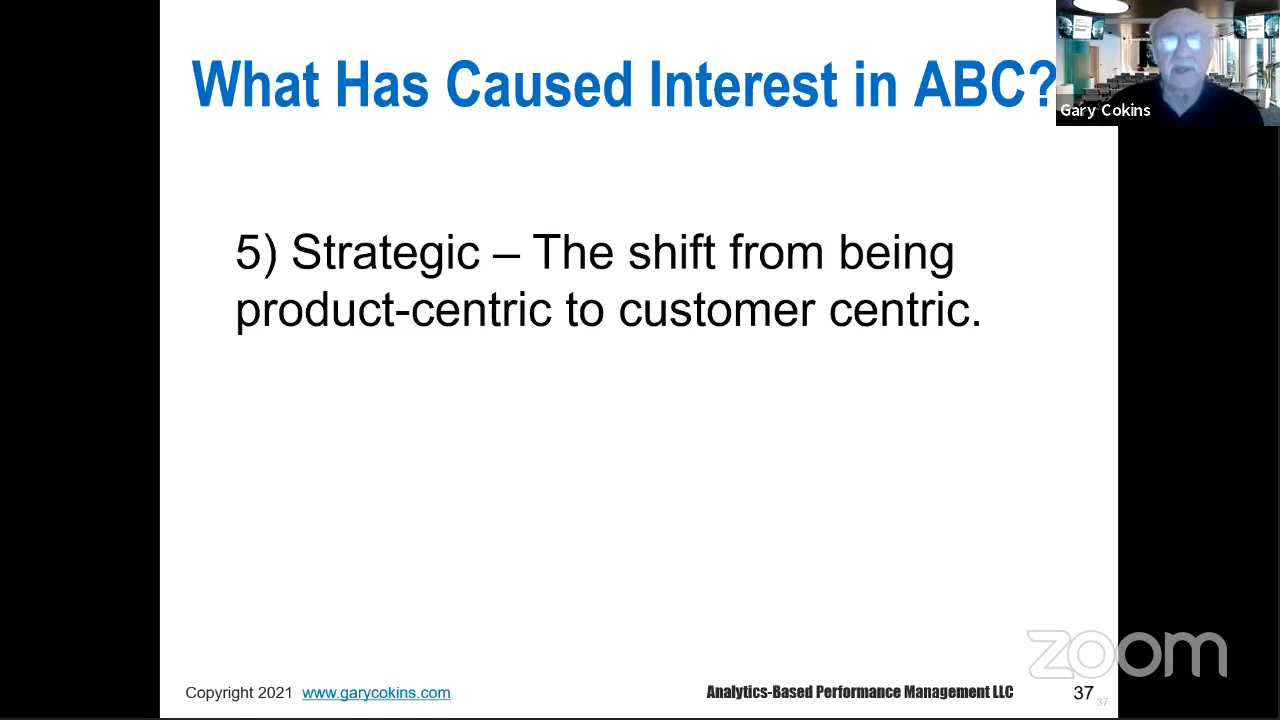 What Has Caused Interest in ABC?
Gary Cokins
5) Strategic – The shift from being
product-centric to customer centric.
zoom
Copyright 2021 www.garycokins.com
Analytics-Based Performance Management LLC
37
37